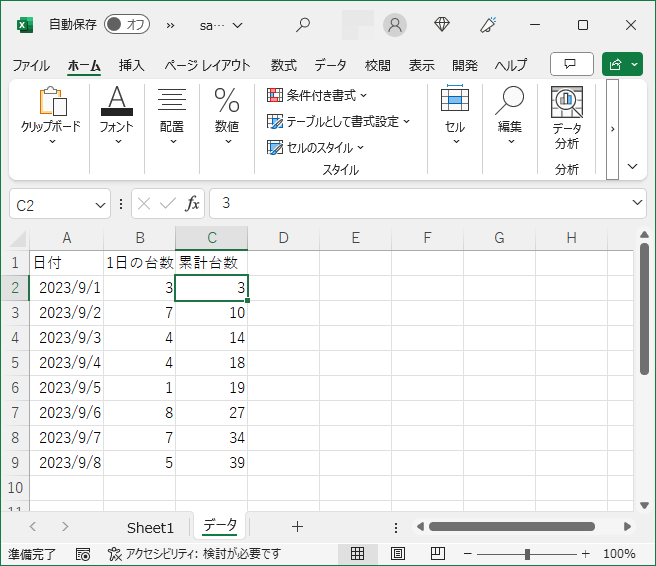 自動保存 オフ sa...
ファイル ホーム 挿入 ページ レイアウト 数式 データ 校閲 表示 開発 ヘルプ
クリップボード フォント 配置 数値 条件付き書式 テーブルとして書式設定 セルのスタイル スタイル セル 編集 データ分析 分析
C2 fx 3
A B C D E F G H
1 日付 1日の台数 累計台数
2 2023/9/1 3 3
3 2023/9/2 7 10
4 2023/9/3 4 14
5 2023/9/4 4 18
6 2023/9/5 1 19
7 2023/9/6 8 27
8 2023/9/7 7 34
9 2023/9/8 5 39
10
11
Sheet1 データ
準備完了 アクセシビリティ: 検討が必要です 100%